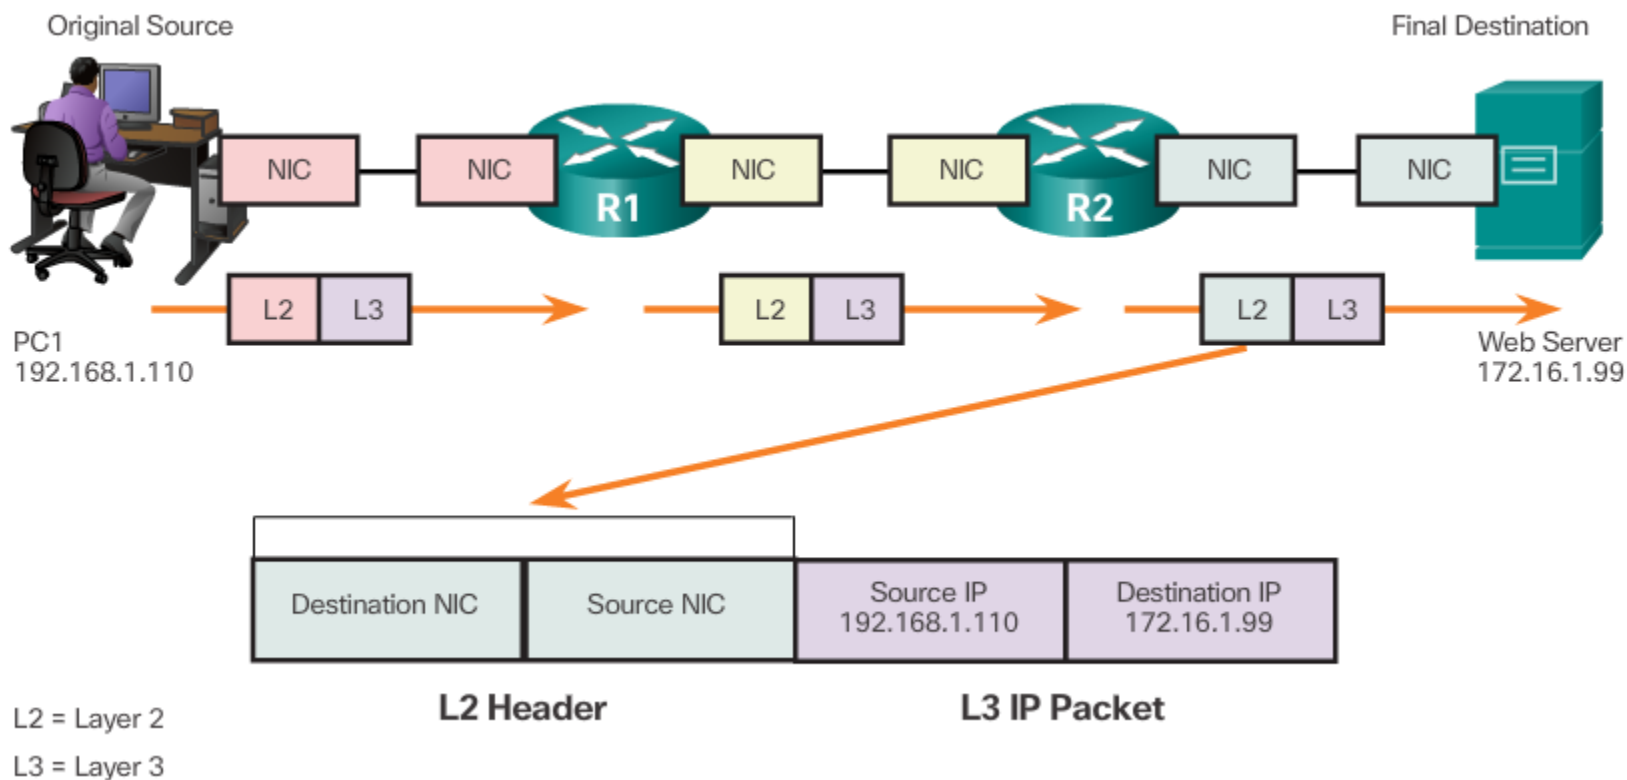 Original Source
Final Destination
NIC
NIC
NIC
NIC
NIC
NIC
R1
R2
L2
L3
L2
L3
L2
L3
PC1
192.168.1.110
Web Server
172.16.1.99
Destination NIC
Source NIC
Source IP
192.168.1.110
Destination IP
172.16.1.99
L2 Header
L3 IP Packet
L2 = Layer 2
L3 = Layer 3